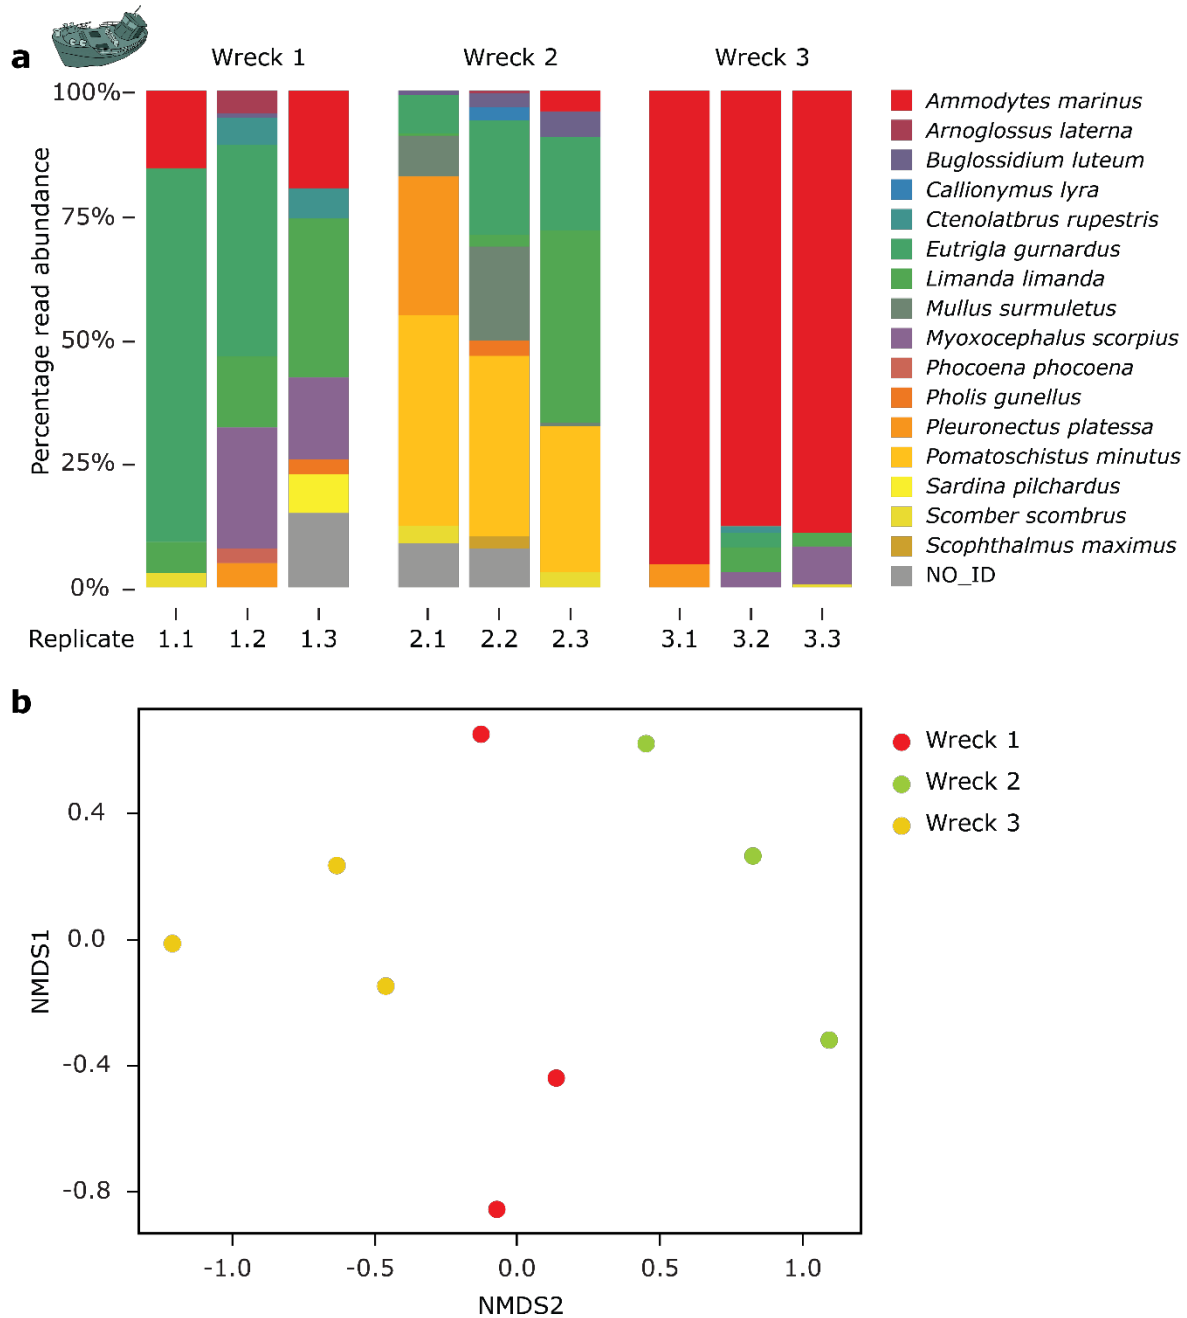 a
Wreck 1 Wreck 2 Wreck 3
100%
75%
50%
25%
0%
Percentage read abundance
Replicate 1.1 1.2 1.3 2.1 2.2 2.3 3.1 3.2 3.3
Ammodytes marinus
Arnoglossus laterna
Buglossidium luteum
Callionymus lyra
Ctenolatbrus rupestris
Eutrigla gurnardus
Limanda limanda
Mullus surmuletus
Myoxocephalus scorpius
Phocoena phocoena
Pholis gunellus
Pleuronectus platessa
Pomatoschistus minutus
Sardina pilchardus
Scomber scombrus
Scophthalmus maximus
NO_ID
b
0.4
0.0
-0.4
-0.8
NMDS1
-1.0 -0.5 0.0 0.5 1.0
NMDS2
Wreck 1
Wreck 2
Wreck 3